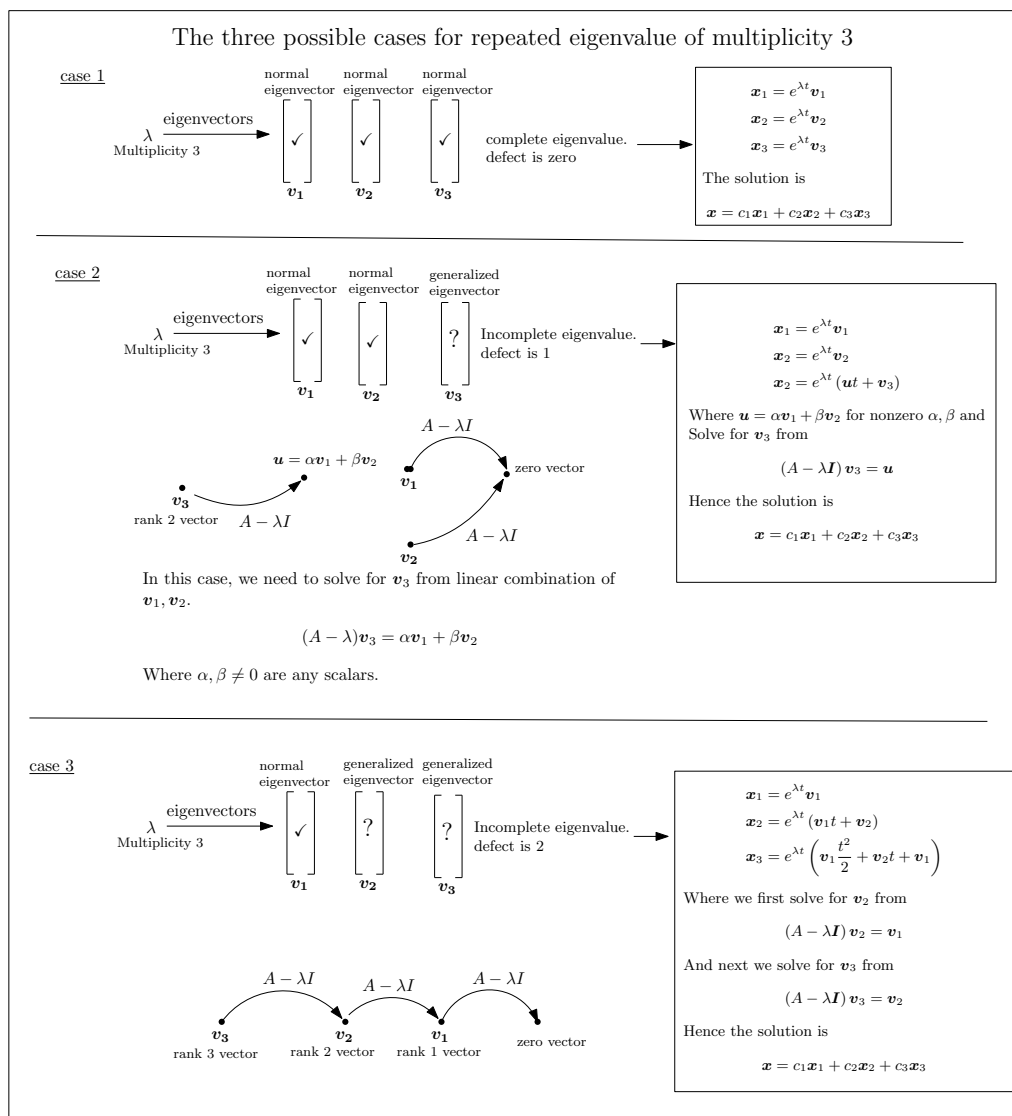 The three possible cases for repeated eigenvalue of multiplicity 3
case 1
normal eigenvector
normal eigenvector
normal eigenvector
λ
Multiplicity 3
eigenvectors
✓
✓
✓
v₁
v₂
v₃
complete eigenvalue.
defect is zero
x₁ = e^{λt}v₁
x₂ = e^{λt}v₂
x₃ = e^{λt}v₃
The solution is
x = c₁x₁ + c₂x₂ + c₃x₃
case 2
normal eigenvector
normal eigenvector
generalized eigenvector
λ
Multiplicity 3
eigenvectors
✓
✓
?
v₁
v₂
v₃
Incomplete eigenvalue.
defect is 1
x₁ = e^{λt}v₁
x₂ = e^{λt}v₂
x₂ = e^{λt} (ut + v₃)
Where u = αv₁ + βv₂ for nonzero α, β and
Solve for v₃ from
(A − λI) v₃ = u
Hence the solution is
x = c₁x₁ + c₂x₂ + c₃x₃
A − λI
u = αv₁ + βv₂
v₁
zero vector
v₃
rank 2 vector
A − λI
A − λI
v₂
In this case, we need to solve for v₃ from linear combination of
v₁, v₂.
(A − λ)v₃ = αv₁ + βv₂
Where α, β ≠ 0 are any scalars.
case 3
normal eigenvector
generalized eigenvector
generalized eigenvector
λ
Multiplicity 3
eigenvectors
✓
?
?
v₁
v₂
v₃
Incomplete eigenvalue.
defect is 2
x₁ = e^{λt}v₁
x₂ = e^{λt} (v₁t + v₂)
x₃ = e^{λt} (v₁ t²/2 + v₂t + v₁)
Where we first solve for v₂ from
(A − λI) v₂ = v₁
And next we solve for v₃ from
(A − λI) v₃ = v₂
Hence the solution is
x = c₁x₁ + c₂x₂ + c₃x₃
A − λI
A − λI
A − λI
v₃
rank 3 vector
v₂
rank 2 vector
v₁
rank 1 vector
zero vector